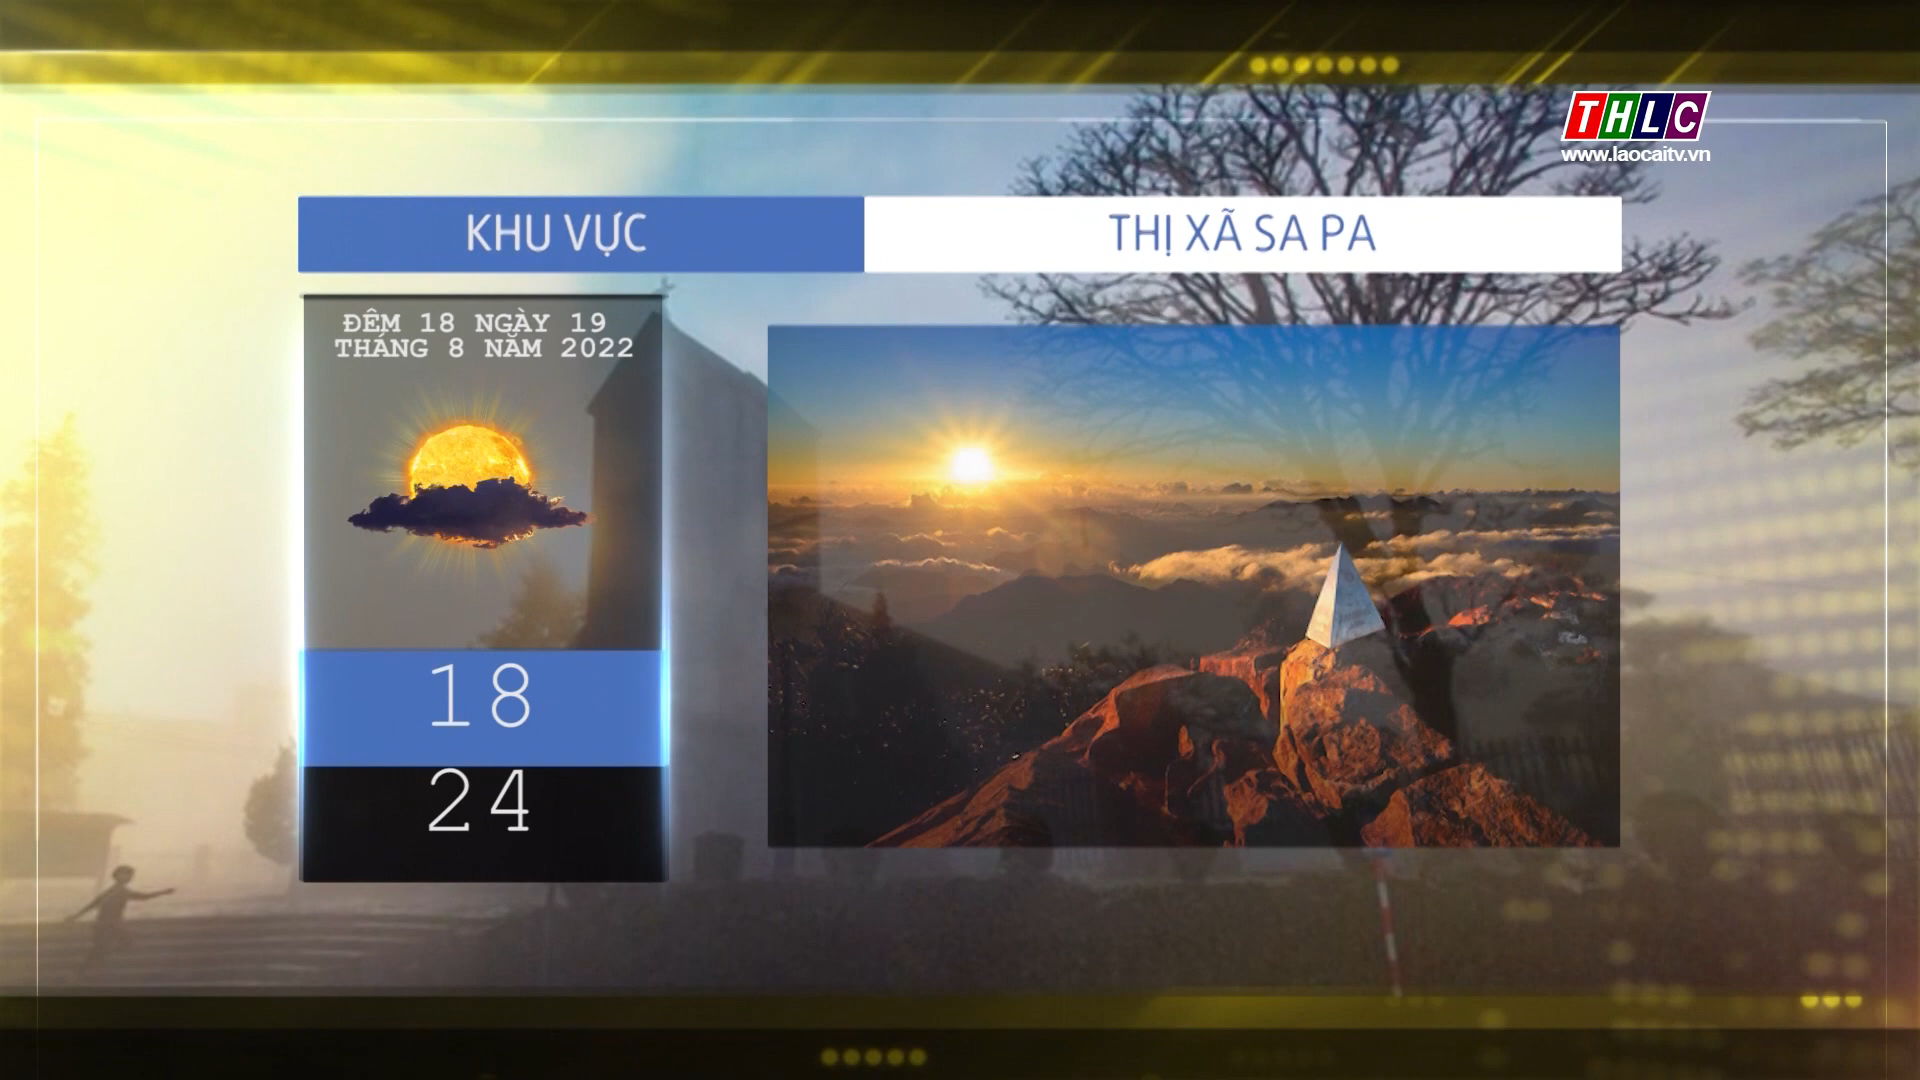 THLC
www.laocaitv.vn
KHU VỰC
THỊ XÃ SA PA
ĐÊM 18 NGÀY 19
THÁNG 8 NĂM 2022
18
24